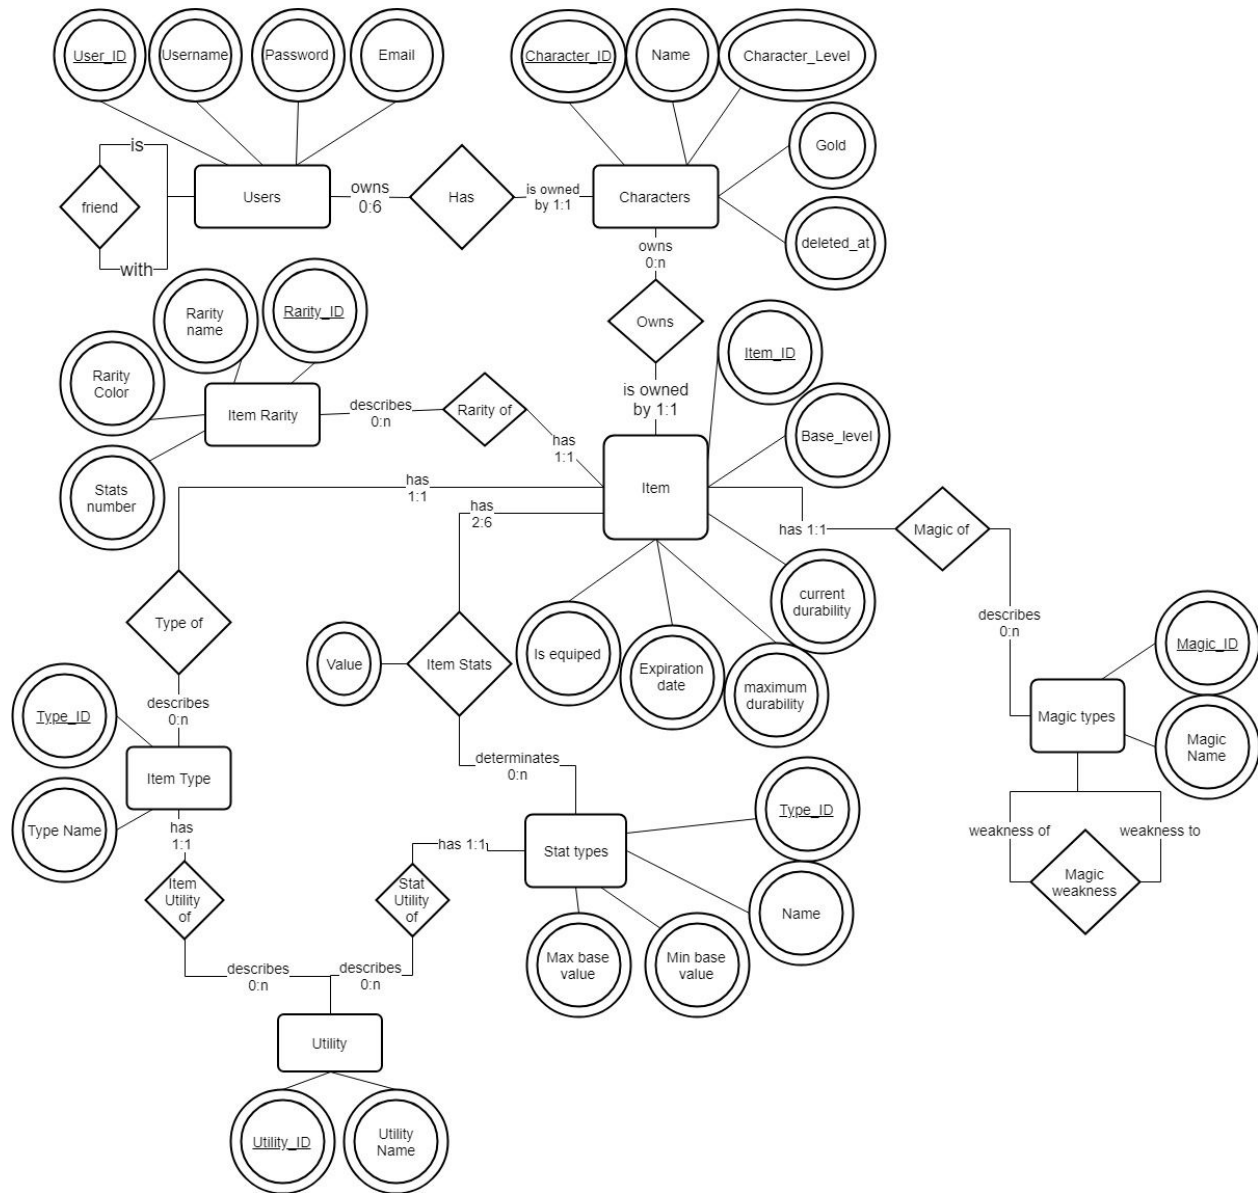 User_ID
Username
Password
Email
Character_ID
Name
Character_Level
Gold
is
friend
with
Users
owns
0:6
Has
is owned
by 1:1
Characters
deleted_at
owns
0:n
Rarity
name
Rarity_ID
Owns
Item_ID
Rarity
Color
Item Rarity
describes
0:n
Rarity of
is owned
by 1:1
Base_level
has
1:1
Stats
number
has
1:1
has
2:6
Item
has 1:1
Magic of
current
durability
describes
0:n
Type of
Value
Item Stats
Is equiped
Expiration
date
maximum
durability
Magic_ID
describes
0:n
Type_ID
Magic types
Magic
Name
Item Type
determinates
0:n
Type Name
Type_ID
has
1:1
has 1:1
Stat types
weakness of
weakness to
Magic
weakness
Item
Utility
of
Stat
Utility
of
Name
Max base
value
Min base
value
describes
0:n
describes
0:n
Utility
Utility_ID
Utility
Name